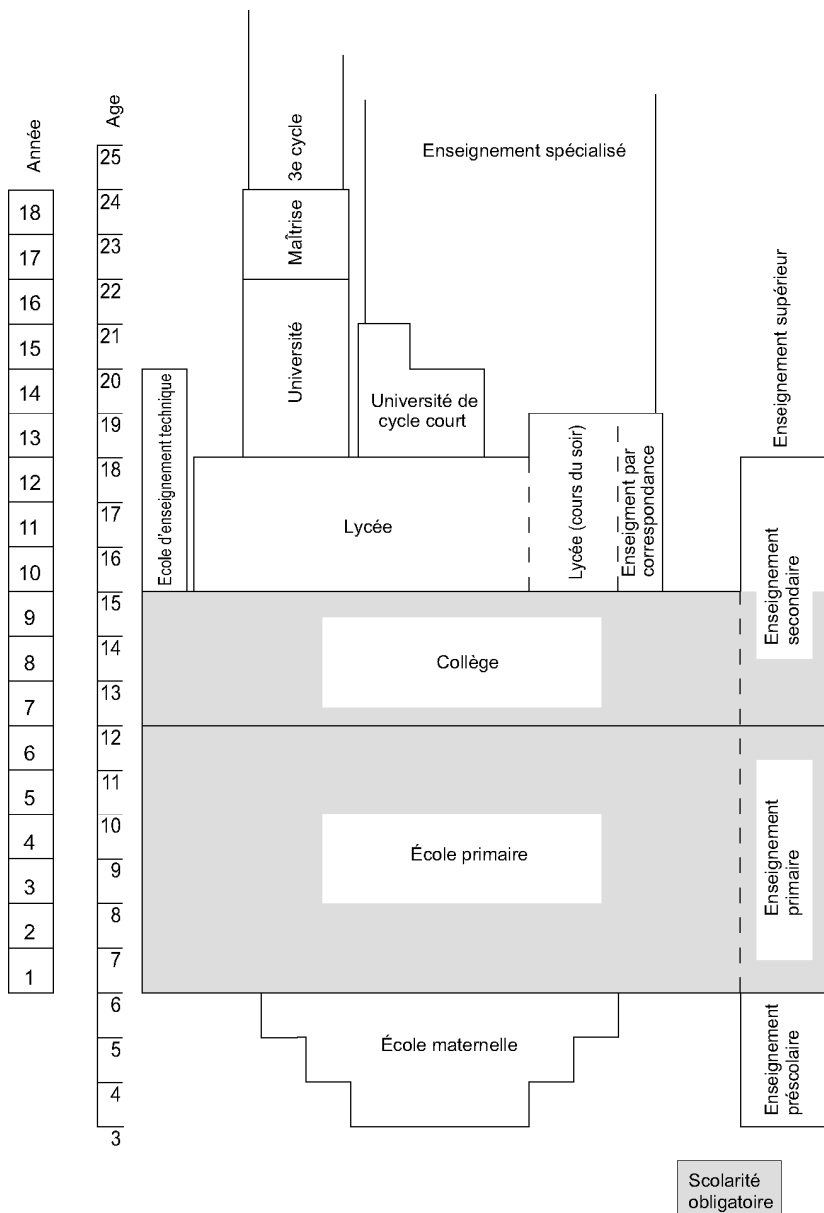 Année
18
17
16
15
14
13
12
11
10
9
8
7
6
5
4
3
2
1
Age
25
24
23
22
21
20
19
18
17
16
15
14
13
12
11
10
9
8
7
6
5
4
3
3e cycle
Maîtrise
Université
Enseignement spécialisé
Université de
cycle court
Ecole d'enseignement technique
Lycée
Lycée (cours du soir)
Enseigment par
correspondance
Enseignement supérieur
Collège
Enseignement
secondaire
École primaire
Enseignement
primaire
École maternelle
Enseignement
préscolaire
Scolarité
obligatoire